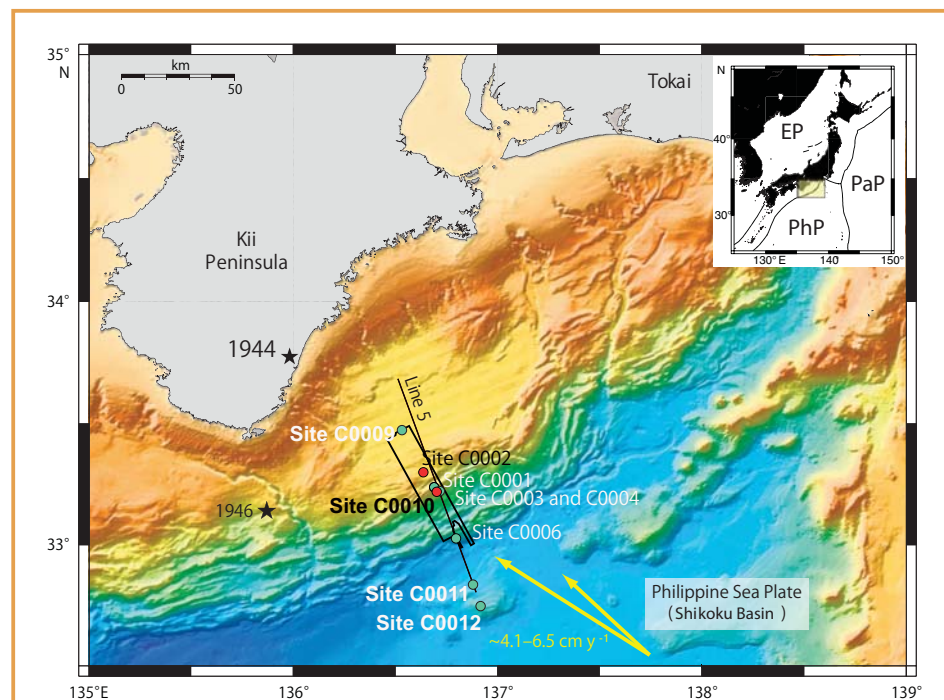 35°
N
km
0
50
Tokai
N
EP
40°
PaP
30°
PhP
130° E
140°
150°
Kii
Peninsula
34°
1944
Line 5
Site C0009
Site C0002
Site C0001
Site C0003 and C0004
Site C0010
1946
Site C0006
33°
Philippine Sea Plate
(Shikoku Basin )
Site C0011
Site C0012
~4.1–6.5 cm y⁻¹
135°E
136°
137°
138°
139°